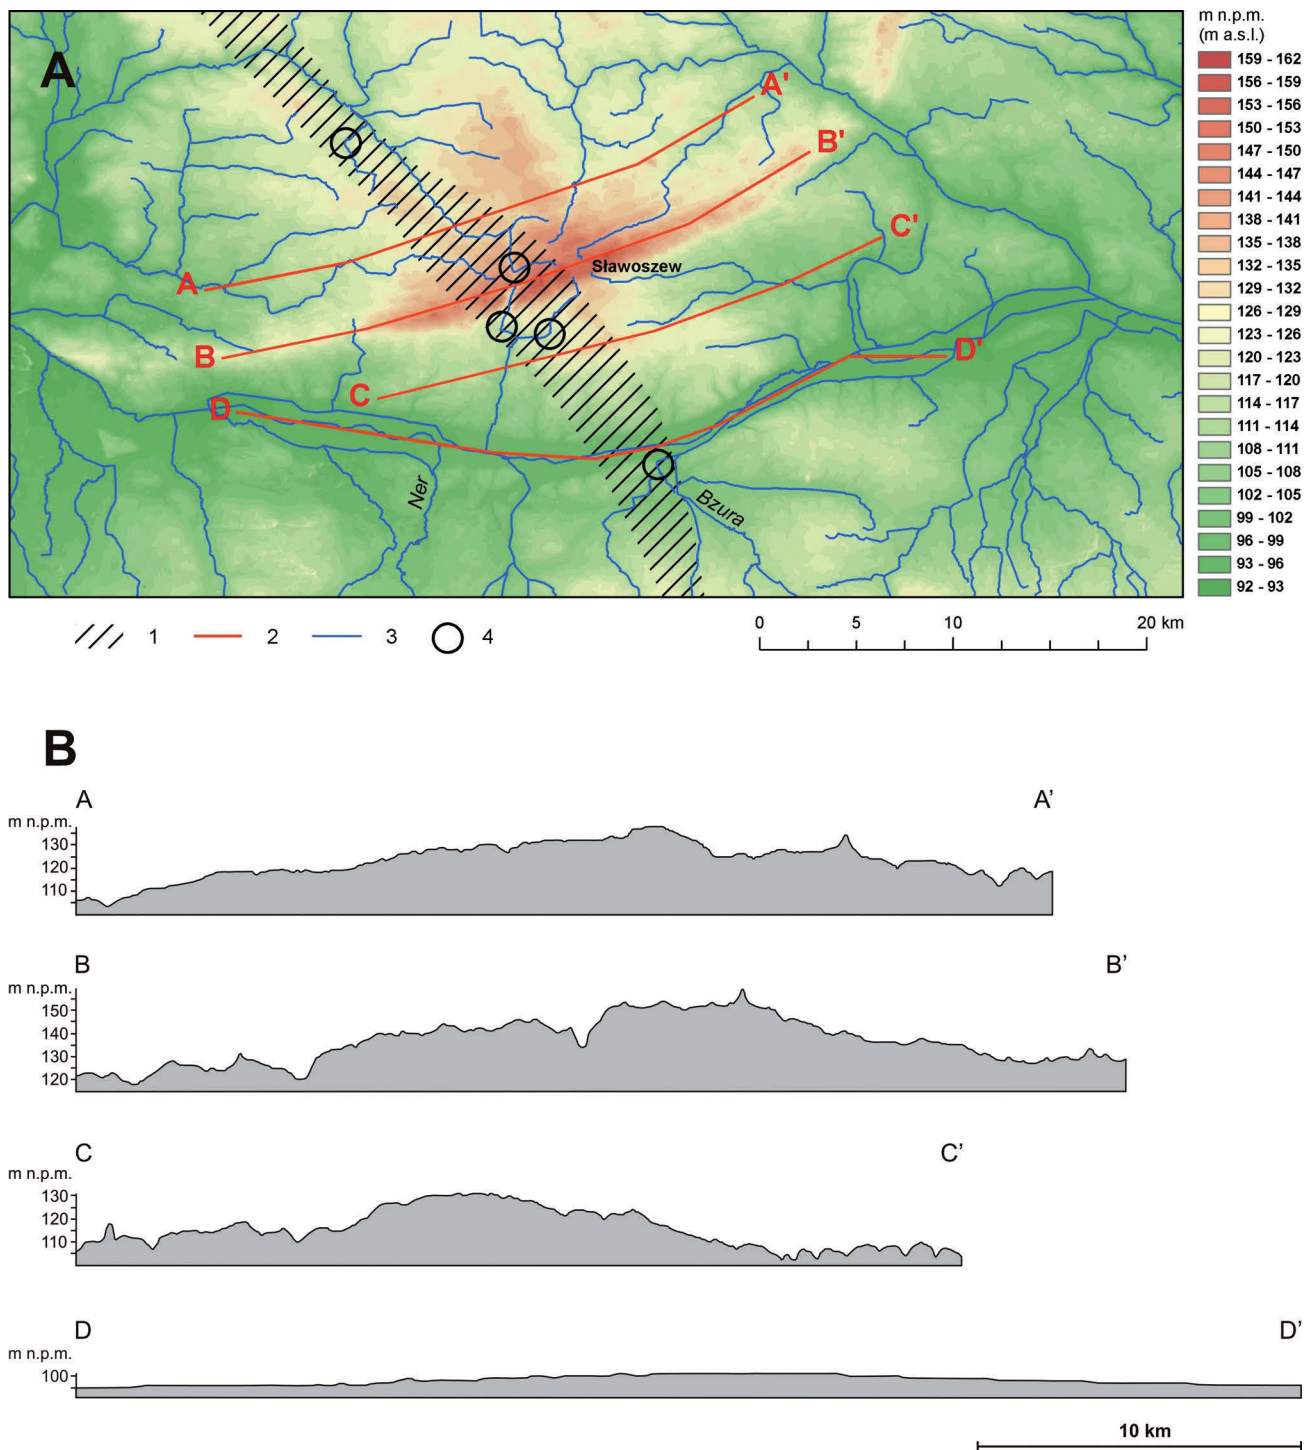 A
m n.p.m.
(m a.s.l.)
159 - 162
156 - 159
153 - 156
150 - 153
147 - 150
144 - 147
141 - 144
138 - 141
135 - 138
132 - 135
129 - 132
126 - 129
123 - 126
120 - 123
117 - 120
114 - 117
111 - 114
108 - 111
105 - 108
102 - 105
99 - 102
96 - 99
93 - 96
92 - 93
A'
B'
C'
Sławoszew
A
B
D'
C
D
Ner
Bzura
1 2 3 4
0 5 10 20 km
B
A A’
m n.p.m.
130
120
110
B B’
m n.p.m.
150
140
130
120
C C’
m n.p.m.
130
120
110
D D’
m n.p.m.
100
10 km